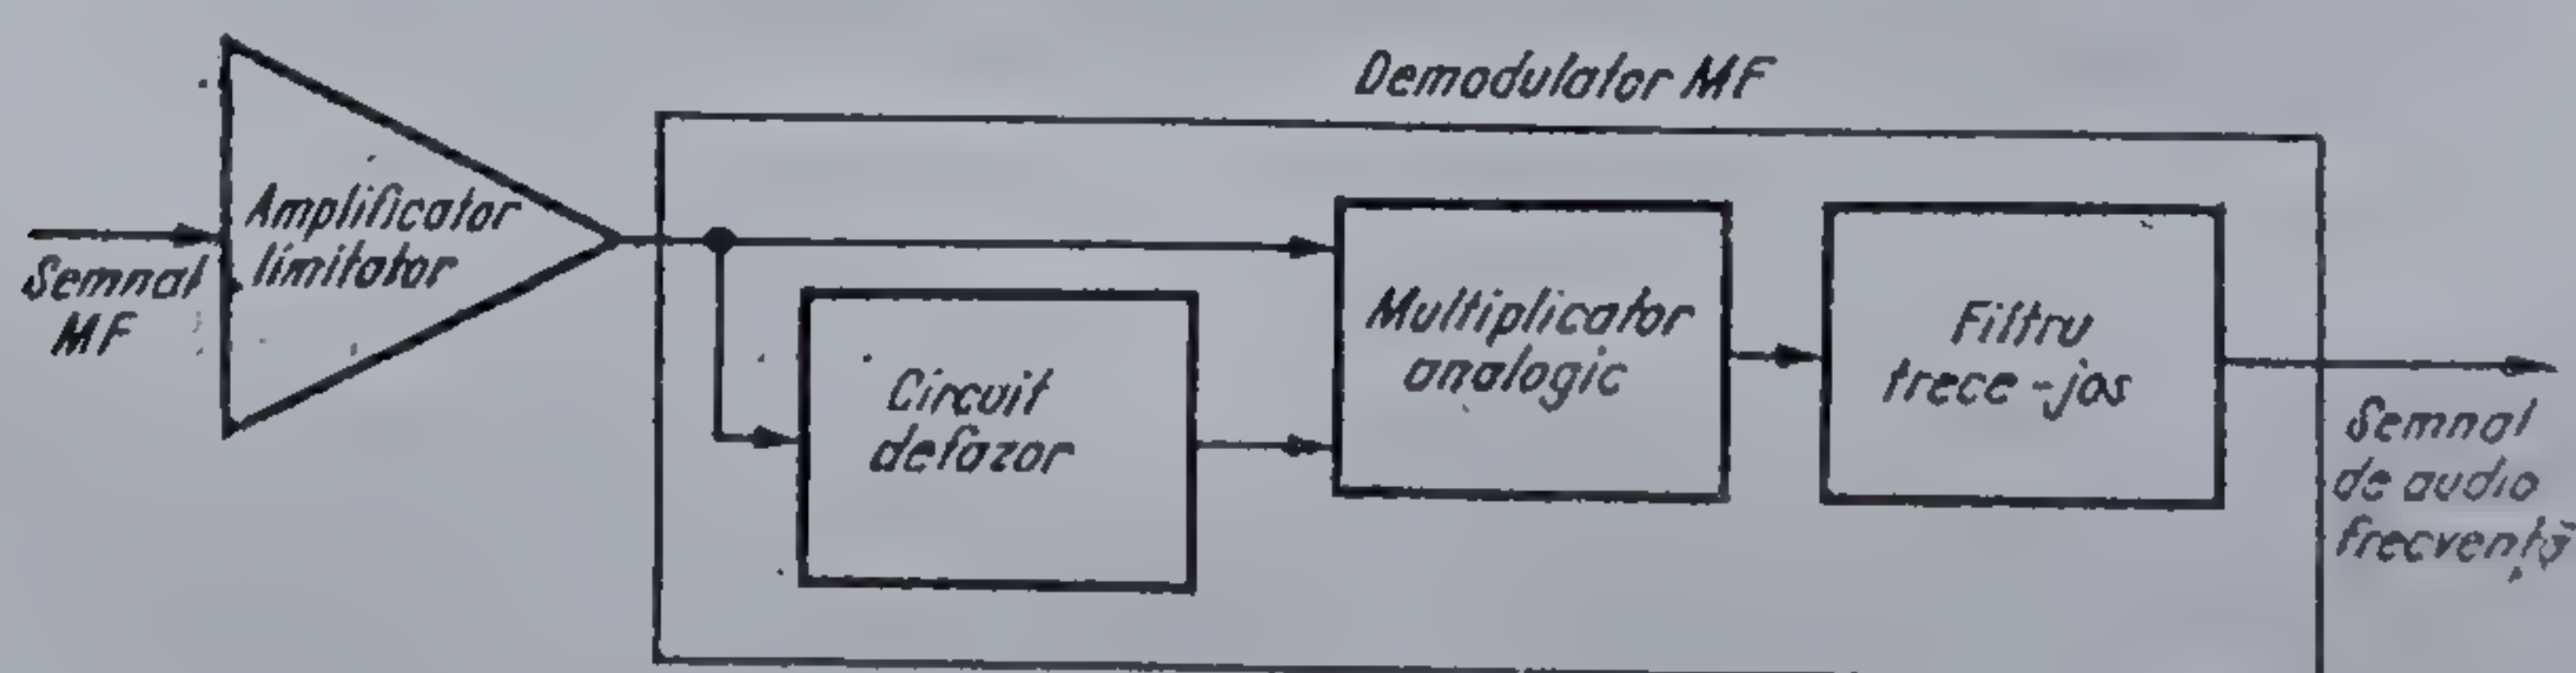 Demodulator MF
Amplificator
limitator
Semnal
MF
Circuit
defazor
Multiplicator
analogic
Filtru
trece-jos
Semnal
de audio
frecvență